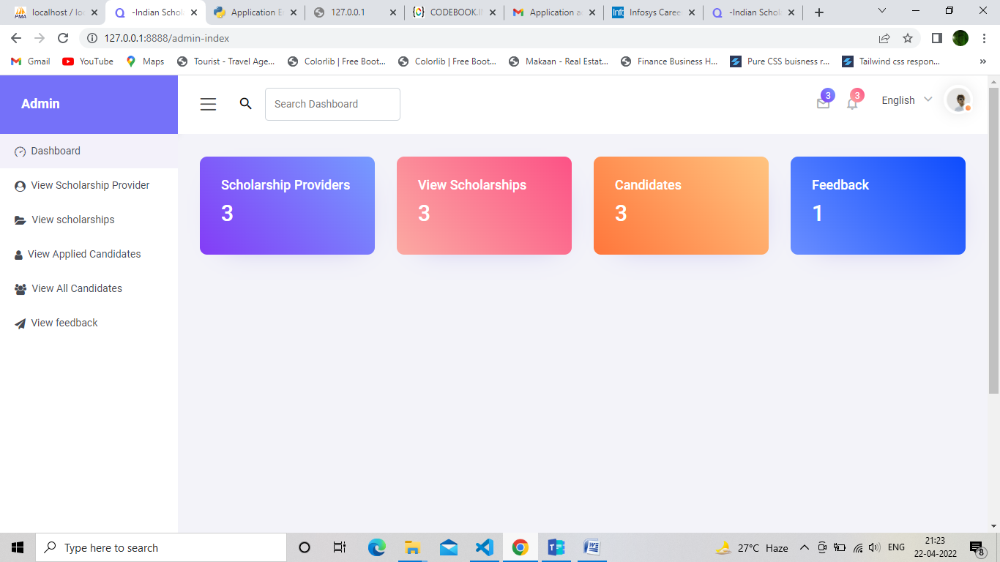 localhost / loc
-Indian Schol
Application E
127.0.0.1
CODEBOOK.I
Application a
Infosys Caree
-Indian Schol
127.0.0.1:8888/admin-index
Gmail
YouTube
Maps
Tourist - Travel Age...
Colorlib | Free Boot...
Colorlib | Free Boot...
Makaan - Real Estat...
Finance Business H...
Pure CSS buisness r...
Tailwind css respon...
»
Admin
Search Dashboard
3
3
English
Dashboard
View Scholarship Provider
View scholarships
View Applied Candidates
View All Candidates
View feedback
Scholarship Providers
3
View Scholarships
3
Candidates
3
Feedback
1
Type here to search
27°C Haze
ENG
21:23
22-04-2022
8